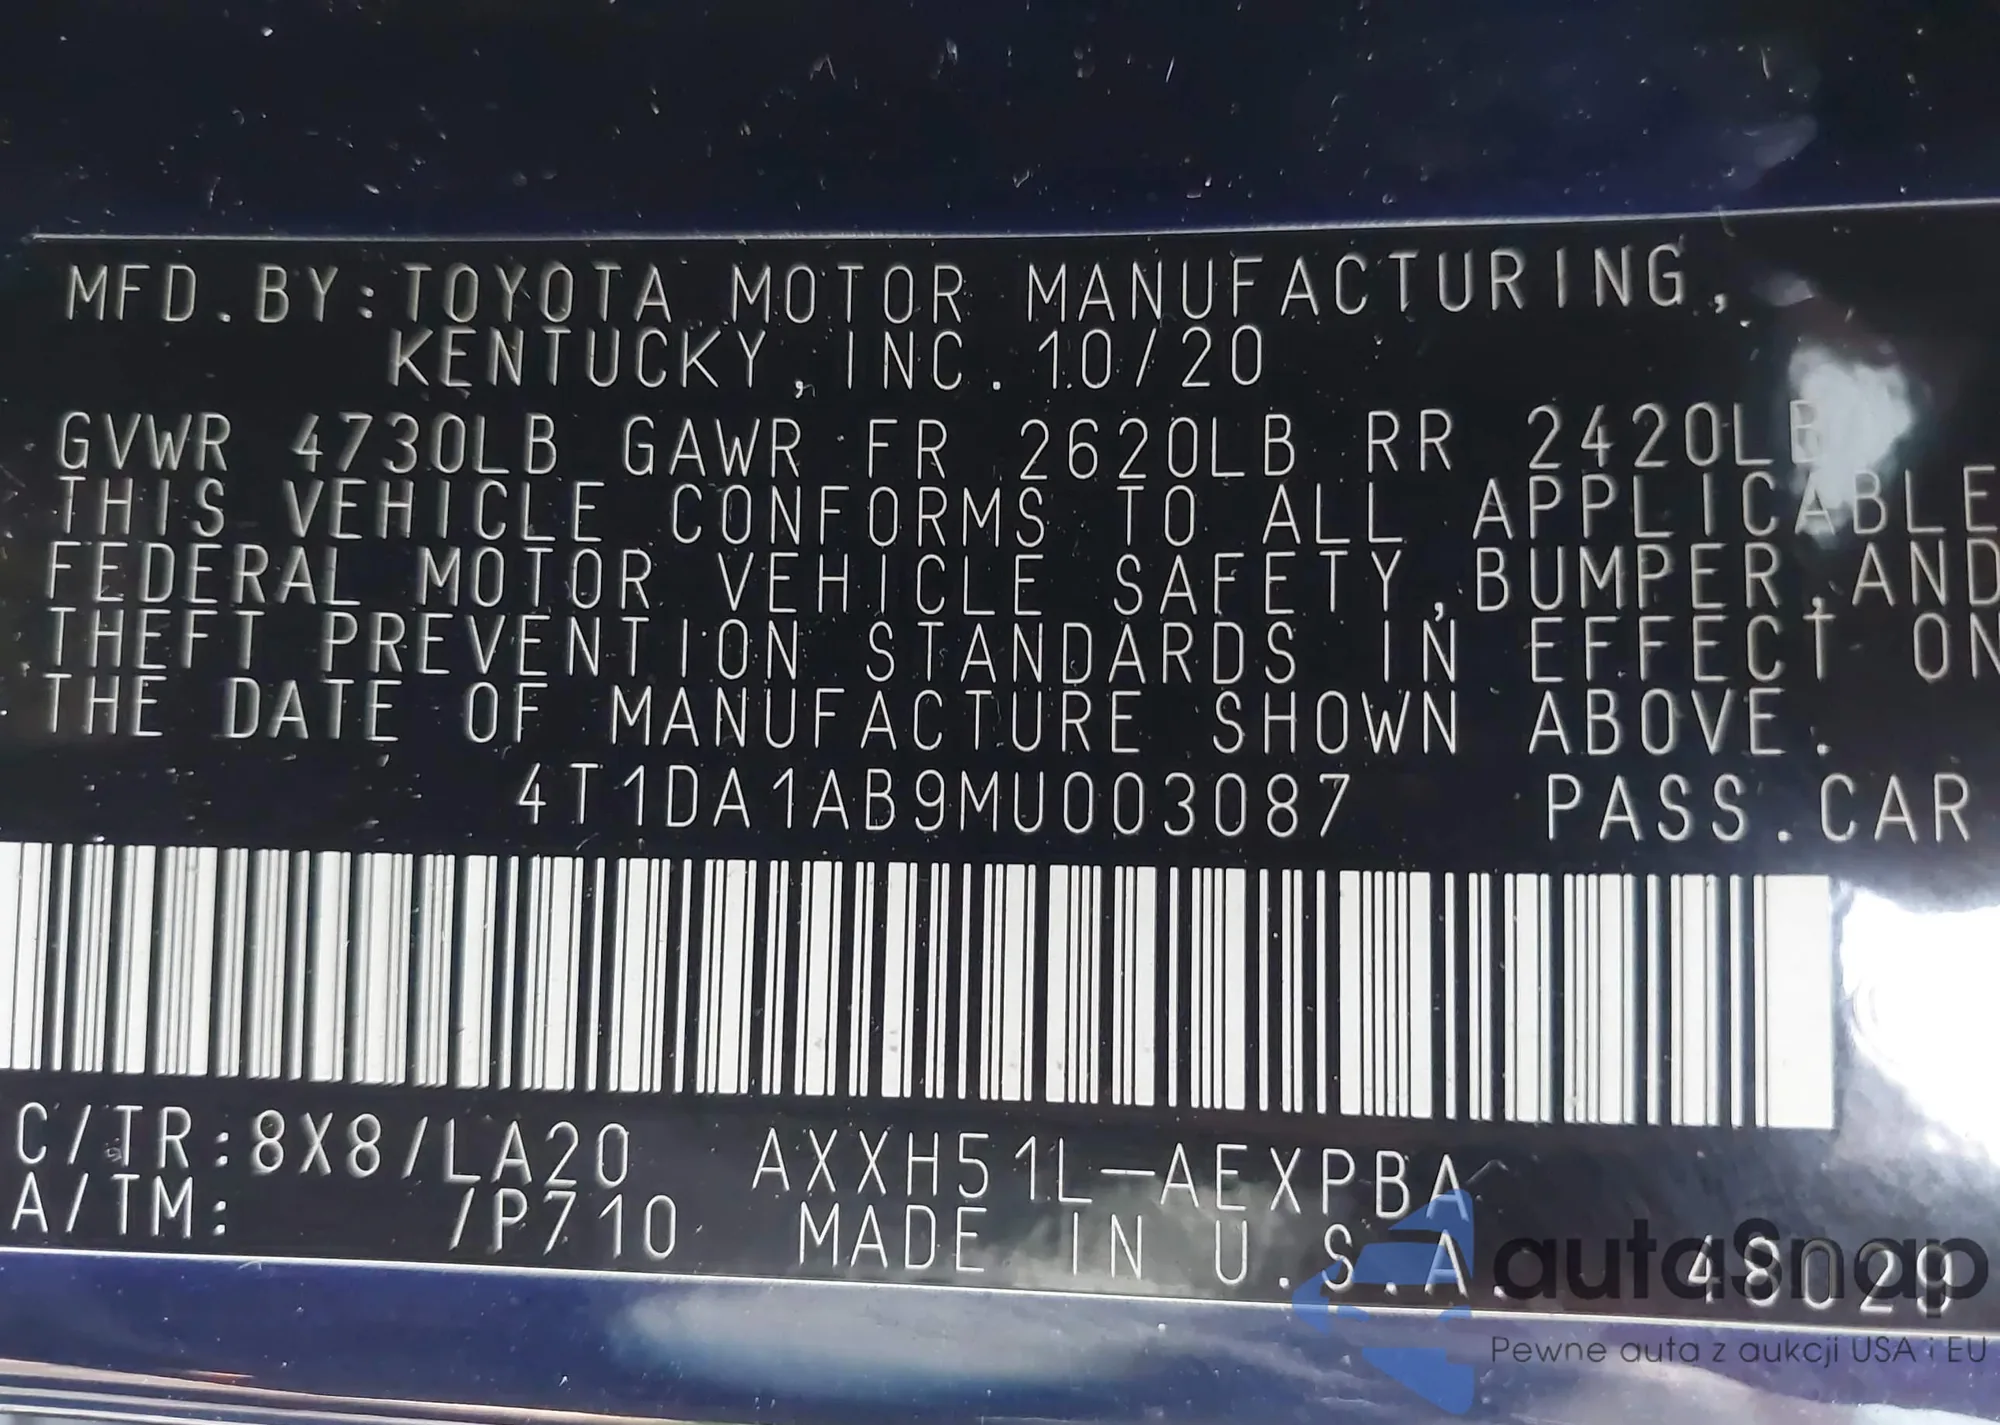 MFD.BY:TOYOTA MOTOR MANUFACTURING,
KENTUCKY,INC.10/20
GVWR 4730LB GAWR FR 2620LB RR 2420LB
THIS VEHICLE CONFORMS TO ALL APPLICABLE
FEDERAL MOTOR VEHICLE SAFETY,BUMPER,AND
THEFT PREVENTION STANDARDS IN EFFECT ON
THE DATE OF MANUFACTURE SHOWN ABOVE.
4T1DA1AB9MU003087 PASS.CAR
C/TR:8X8/LA20 AXXH51L-AEXPBA
A/TM: /P710 MADE IN U.S.A. 48029
autaSnap
Pewne auta z aukcji USA i EU